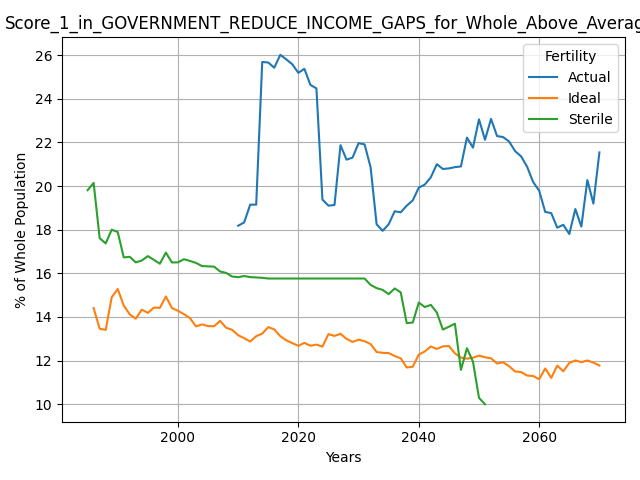 Score_1_in_GOVERNMENT_REDUCE_INCOME_GAPS_for_Whole_Above_Averag
Fertility
Actual
Ideal
Sterile
% of Whole Population
26
24
22
20
18
16
14
12
10
2000 2020 2040 2060
Years